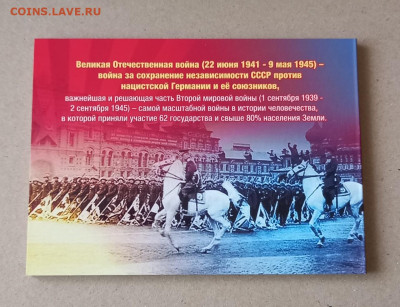 COINS.LAVE.RU
Великая Отечественная война (22 июня 1941 - 9 мая 1945) –
война за сохранение независимости СССР против
нацистской Германии и её союзников,
важнейшая и решающая часть Второй мировой войны (1 сентября 1939 -
2 сентября 1945) – самой масштабной войны в истории человечества,
в которой приняли участие 62 государства и свыше 80% населения Земли.